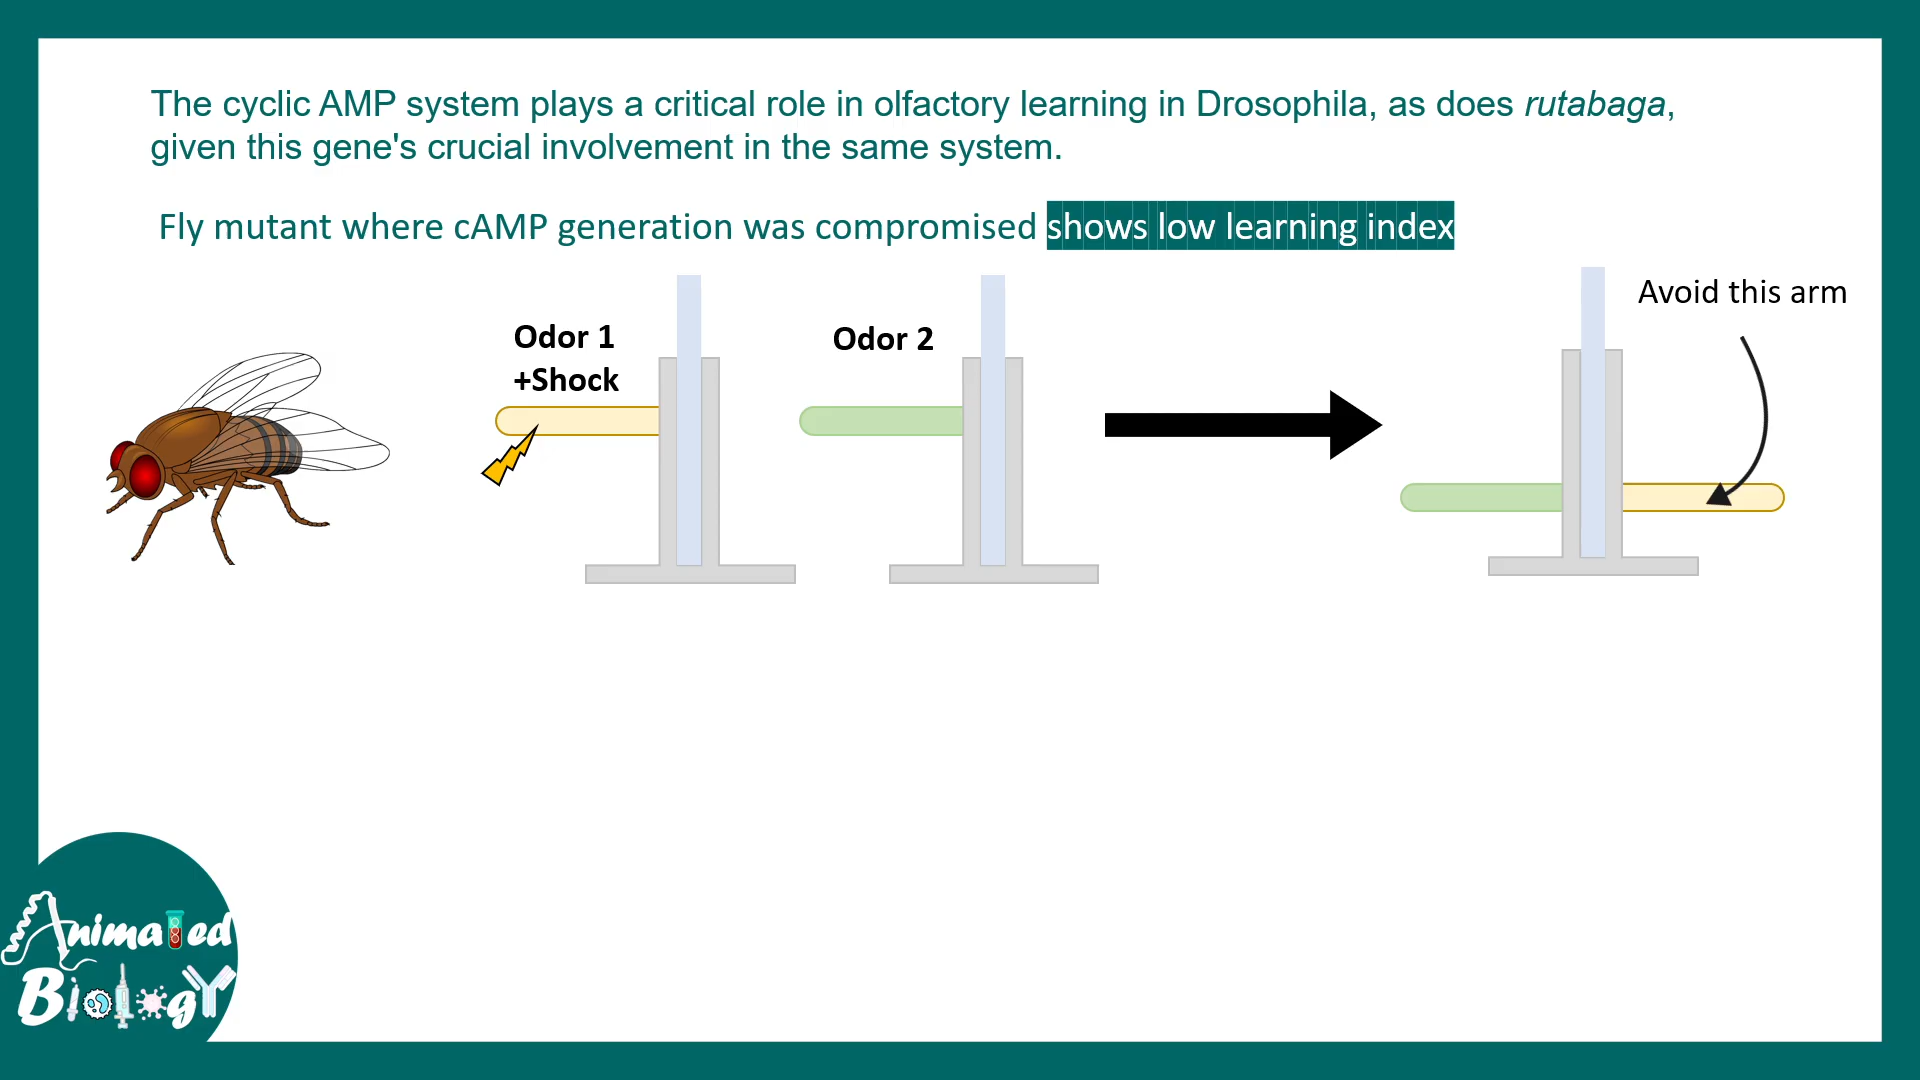 The cyclic AMP system plays a critical role in olfactory learning in Drosophila, as does rutabaga,
given this gene's crucial involvement in the same system.
Fly mutant where cAMP generation was compromised shows low learning index
Odor 1
+Shock
Odor 2
Avoid this arm
Animated
Biology